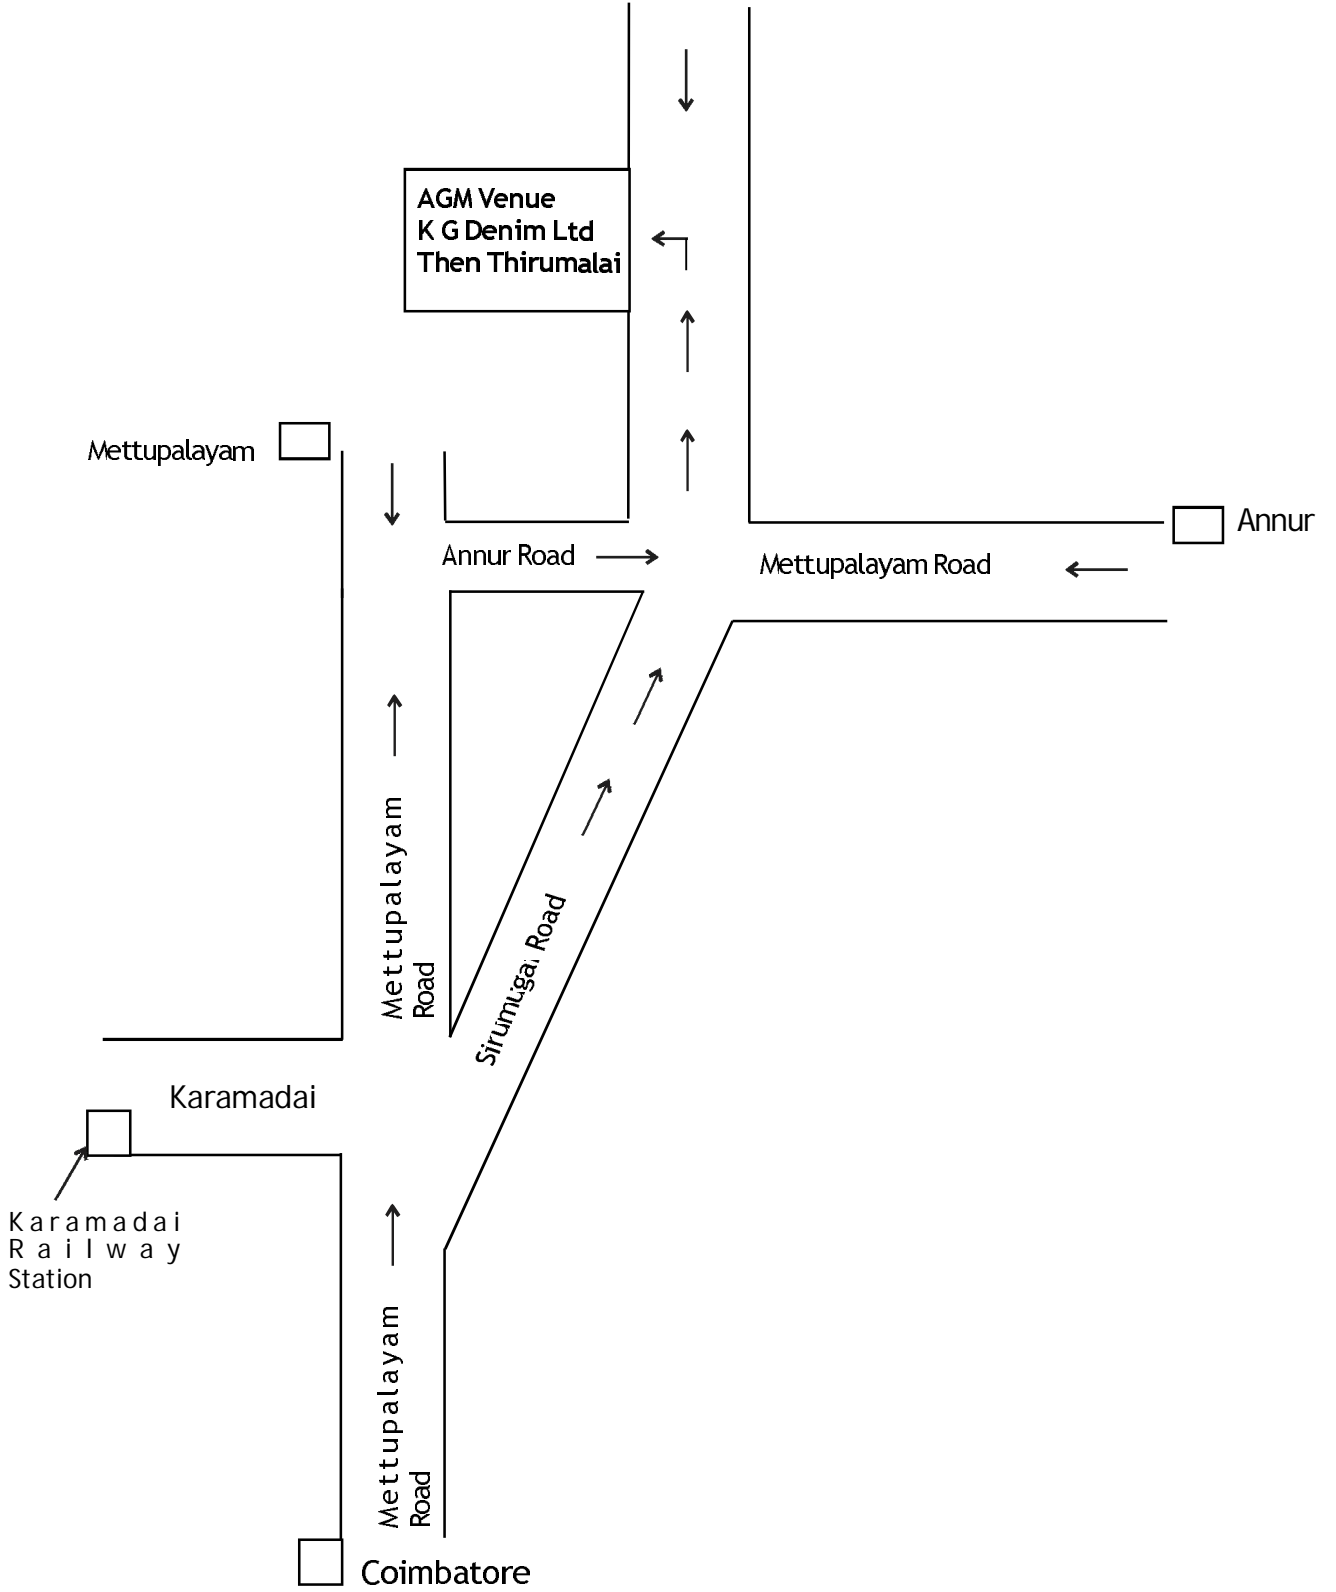 AGM Venue
K G Denim Ltd
Then Thirumalai
Mettupalayam
Annur
Annur Road
Mettupalayam Road
Mettupalayam
Road
Sirumugai Road
Karamadai
Karamadai
Railway
Station
Mettupalayam
Road
Coimbatore